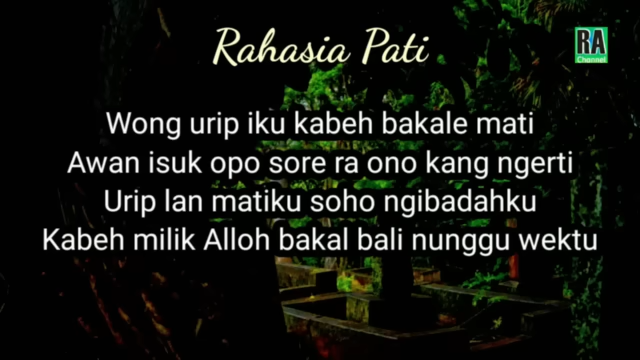 Rahasia Pati
RA
Channel
Wong urip iku kabeh bakale mati
Awan isuk opo sore ra ono kang ngerti
Urip lan matiku soho ngibadahku
Kabeh milik Alloh bakal bali nunggu wektu